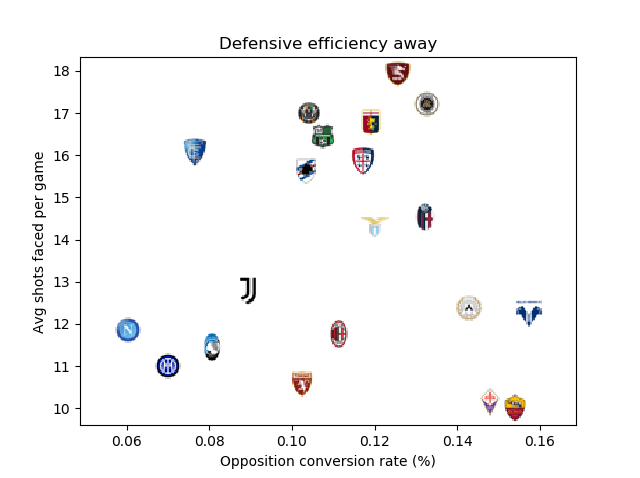 Defensive efficiency away
Avg shots faced per game
18
17
16
15
14
13
12
11
10
0.06 0.08 0.10 0.12 0.14 0.16
Opposition conversion rate (%)